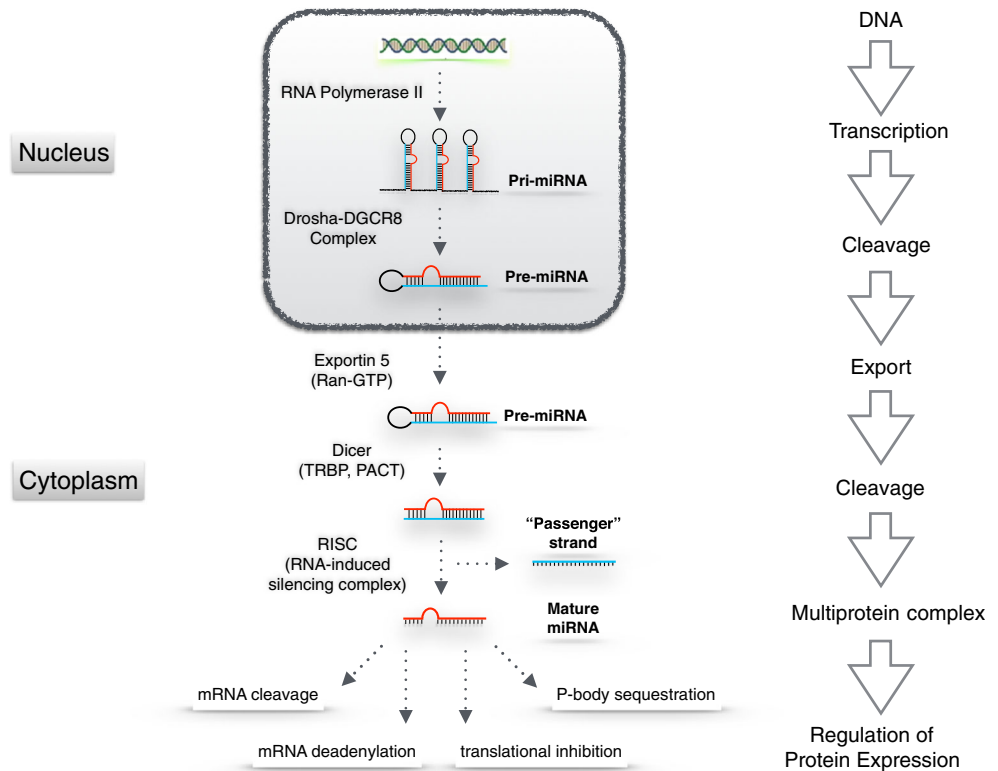 DNA
RNA Polymerase II
Transcription
Nucleus
Pri-miRNA
Drosha-DGCR8
Complex
Cleavage
Pre-miRNA
Exportin 5
(Ran-GTP)
Export
Pre-miRNA
Dicer
(TRBP, PACT)
Cytoplasm
Cleavage
“Passenger”
strand
RISC
(RNA-induced
silencing complex)
Mature
miRNA
Multiprotein complex
mRNA cleavage
P-body sequestration
mRNA deadenylation
translational inhibition
Regulation of
Protein Expression